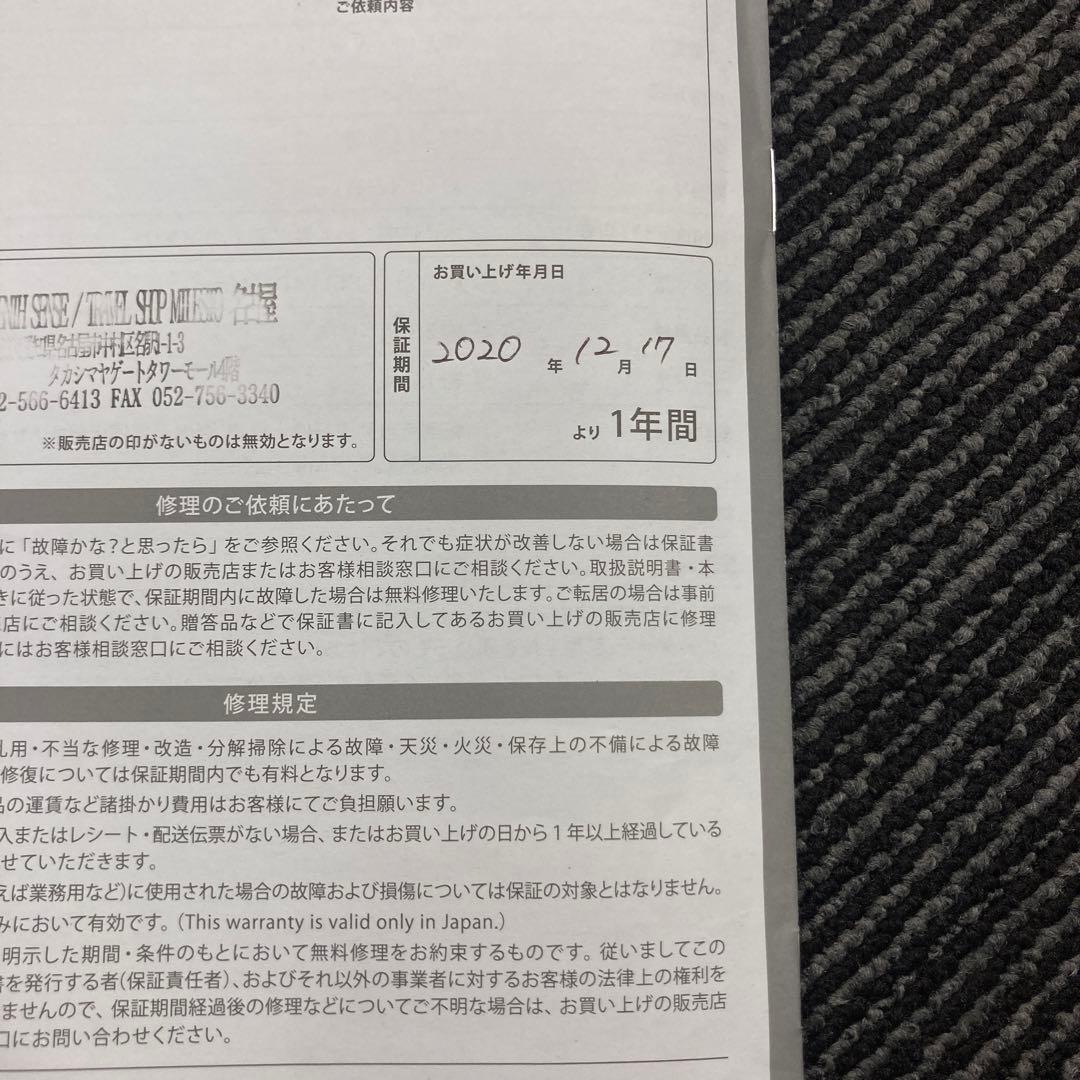 ご依頼内容
SENSE / TRAVEL SHOP MILESTO 名古屋
名古屋市中村区名駅1-1-3
タカシマヤゲートタワーモール4階
2-566-6413 FAX 052-756-3340
※販売店の印がないものは無効となります。
保証期間
お買い上げ年月日
2020 年 12 月 17 日
より 1年間
修理のご依頼にあたって
に「故障かな?と思ったら」をご参照ください。それでも症状が改善しない場合は保証書
のうえ、お買い上げの販売店またはお客様相談窓口にご相談ください。取扱説明書・本
きに従った状態で、保証期間内に故障した場合は無料修理いたします。ご転居の場合は事前
店にご相談ください。贈答品などで保証書に記入してあるお買い上げの販売店に修理
にはお客様相談窓口にご相談ください。
修理規定
用・不当な修理・改造・分解掃除による故障・天災・火災・保存上の不備による故障
修復については保証期間内でも有料となります。
品の運賃など諸掛かり費用はお客様にてご負担願います。
入またはレシート・配送伝票がない場合、またはお買い上げの日から1年以上経過している
せていただきます。
えば業務用など)に使用された場合の故障および損傷については保証の対象とはなりません。
みにおいて有効です。(This warranty is valid only in Japan.)
明示した期間・条件のもとにおいて無料修理をお約束するものです。従いましてこの
書を発行する者(保証責任者)、およびそれ以外の事業者に対するお客様の法律上の権利を
ませんので、保証期間経過後の修理などについてご不明な場合は、お買い上げの販売店
口にお問い合わせください。